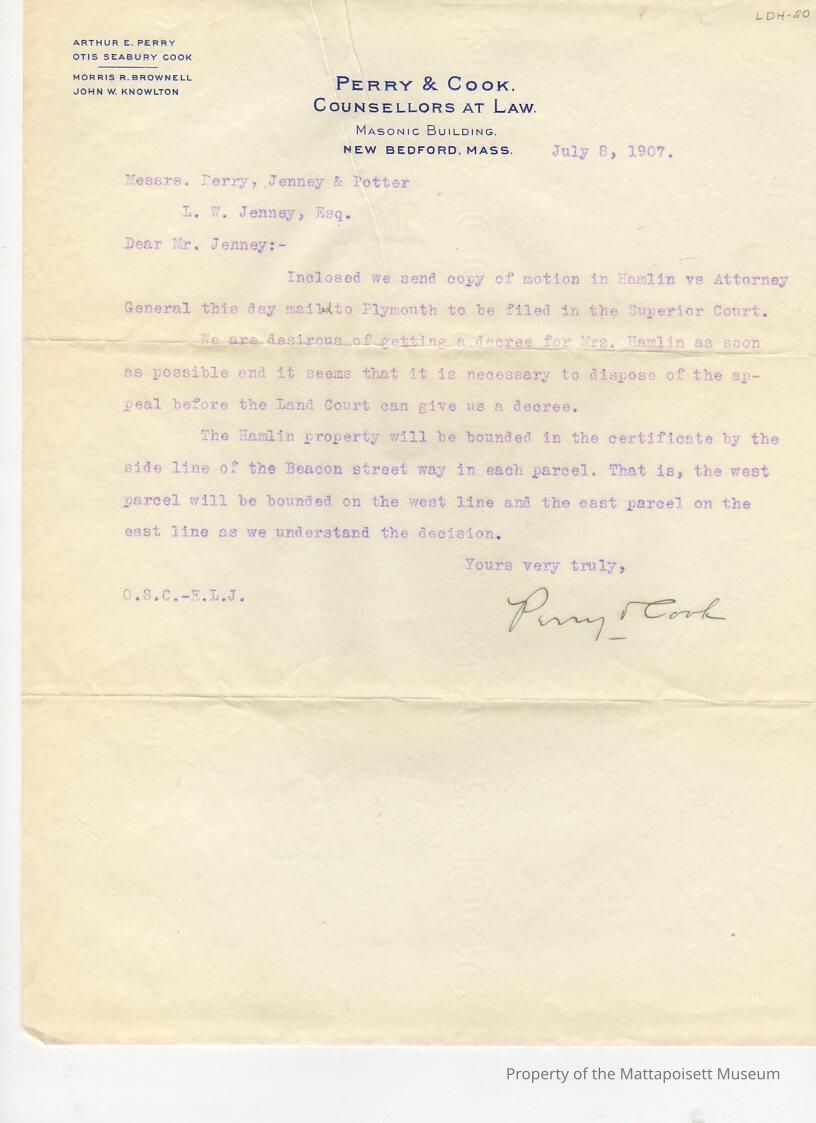 LDH-80
ARTHUR E. PERRY
OTIS SEABURY COOK
MORRIS R. BROWNELL
JOHN W. KNOWLTON
PERRY & COOK,
COUNSELLORS AT LAW.
MASONIC BUILDING,
NEW BEDFORD, MASS. July 8, 1907.
Messrs. Perry, Jenney & Potter
L. W. Jenney, Esq.
Dear Mr. Jenney:-
Inclosed we send copy of motion in Hamlin vs Attorney
General this day mailed to Plymouth to be filed in the Superior Court.
We are desirous of getting a decree for Mrs. Hamlin as soon
as possible and it seems that it is necessary to dispose of the ap-
peal before the Land Court can give us a decree.
The Hamlin property will be bounded in the certificate by the
side line of the Beacon street way in each parcel. That is, the west
parcel will be bounded on the west line and the east parcel on the
east line as we understand the decision.
Yours very truly,
O.S.C.-E.L.J.
Perry & Cook
Property of the Mattapoisett Museum